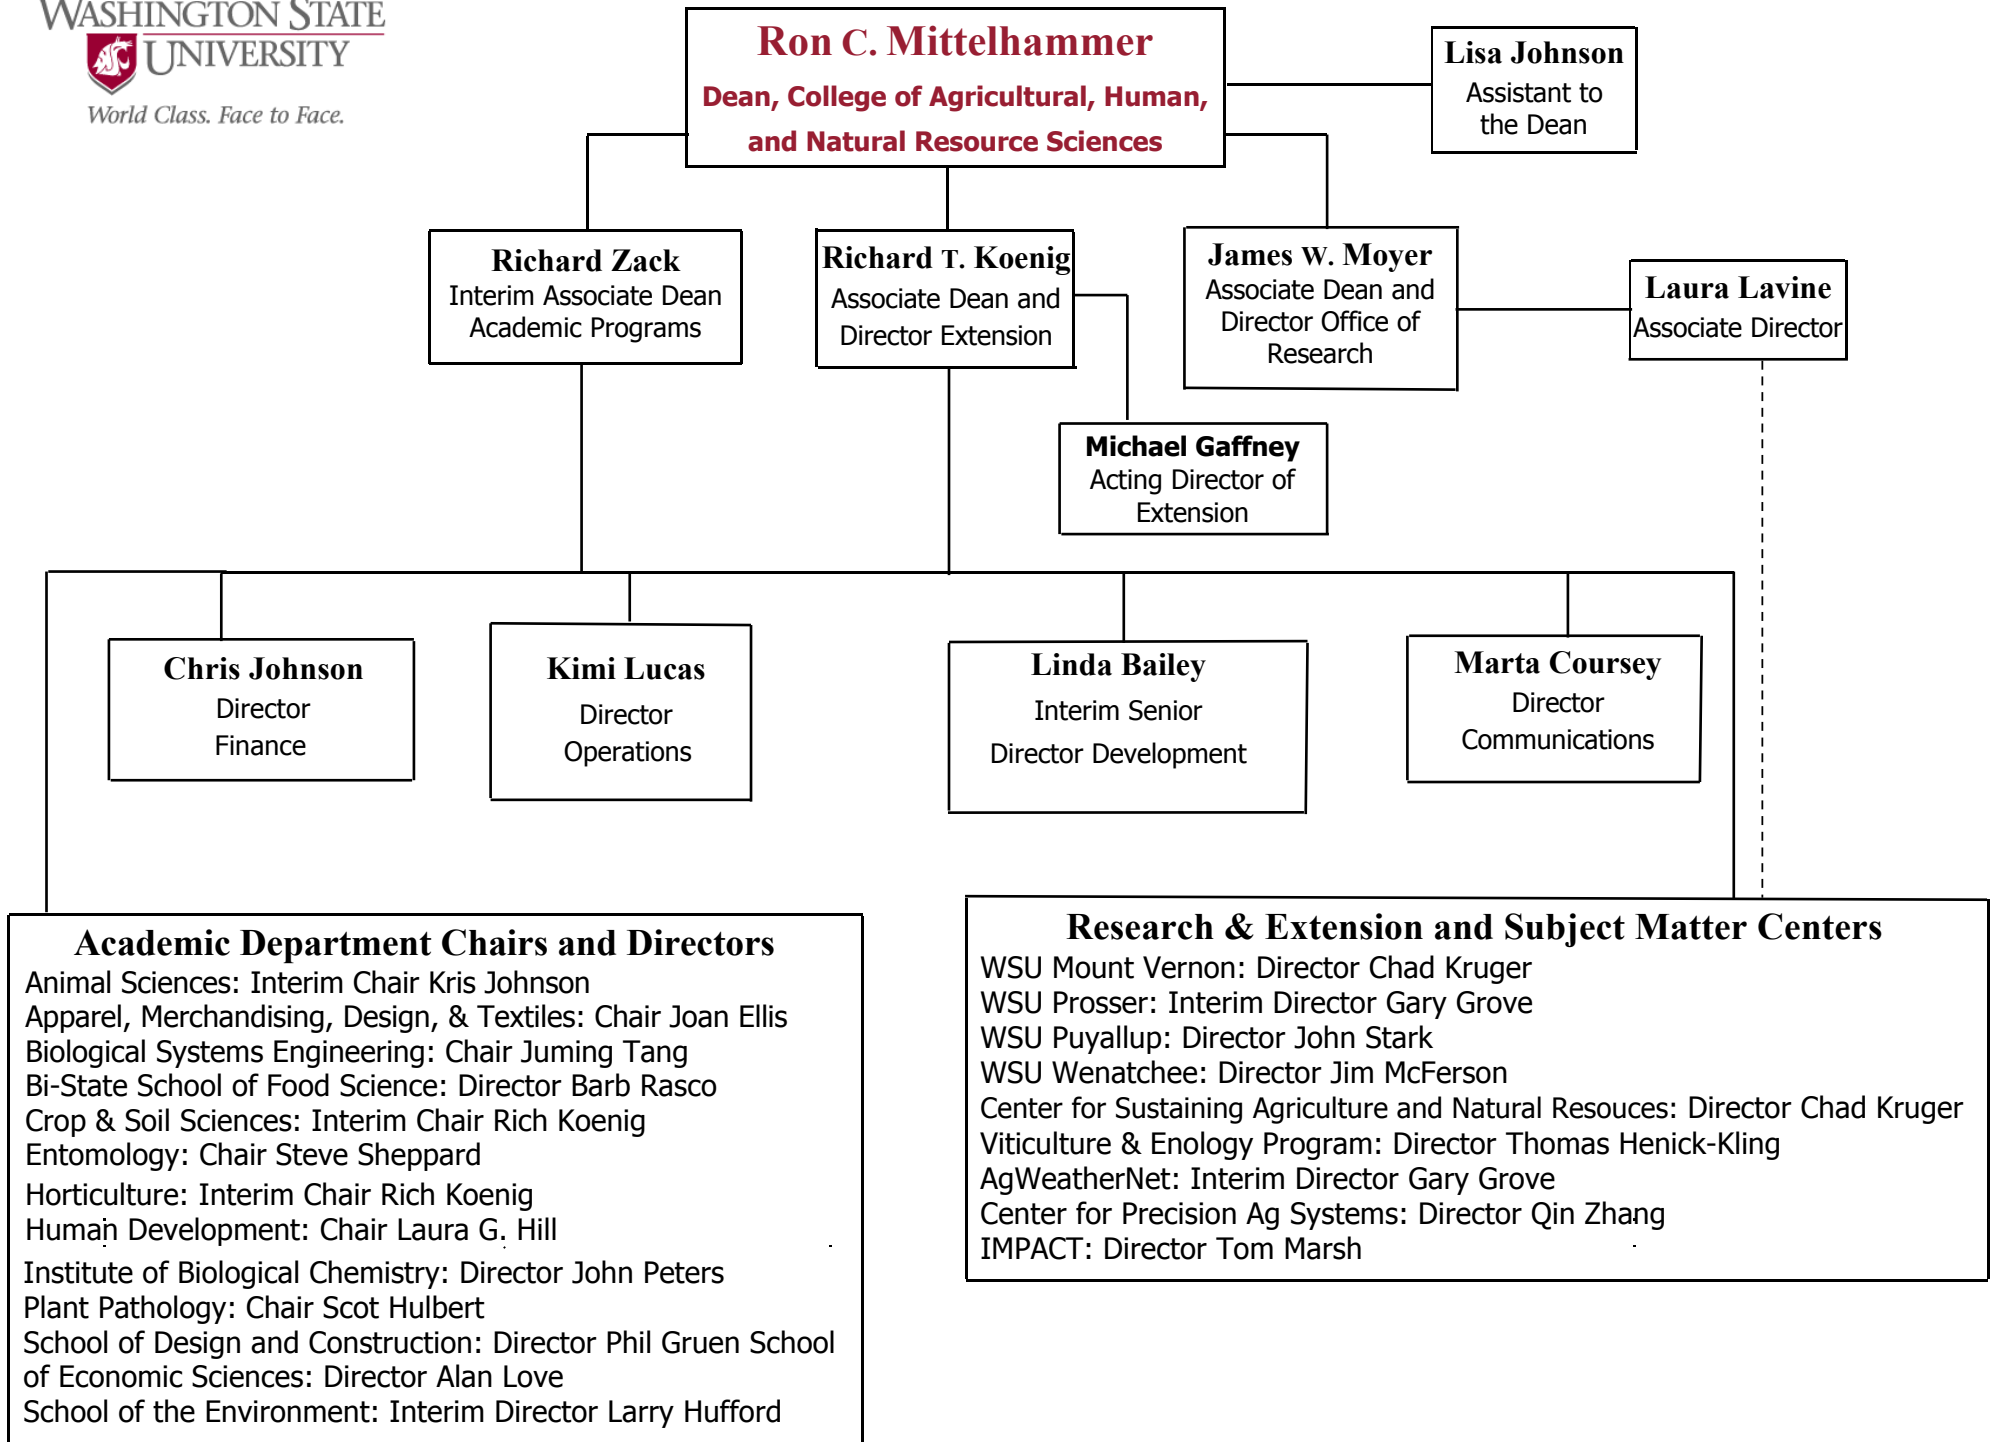 WASHINGTON STATE
UNIVERSITY
World Class. Face to Face.
Ron C. Mittelhammer
Dean, College of Agricultural, Human,
and Natural Resource Sciences
Lisa Johnson
Assistant to
the Dean
Richard Zack
Interim Associate Dean
Academic Programs
Richard T. Koenig
Associate Dean and
Director Extension
James W. Moyer
Associate Dean and
Director Office of
Research
Laura Lavine
Associate Director
Michael Gaffney
Acting Director of
Extension
Chris Johnson
Director
Finance
Kimi Lucas
Director
Operations
Linda Bailey
Interim Senior
Director Development
Marta Coursey
Director
Communications
Academic Department Chairs and Directors
Animal Sciences: Interim Chair Kris Johnson
Apparel, Merchandising, Design, & Textiles: Chair Joan Ellis
Biological Systems Engineering: Chair Juming Tang
Bi-State School of Food Science: Director Barb Rasco
Crop & Soil Sciences: Interim Chair Rich Koenig
Entomology: Chair Steve Sheppard
Horticulture: Interim Chair Rich Koenig
Human Development: Chair Laura G. Hill
Institute of Biological Chemistry: Director John Peters
Plant Pathology: Chair Scot Hulbert
School of Design and Construction: Director Phil Gruen School
of Economic Sciences: Director Alan Love
School of the Environment: Interim Director Larry Hufford
Research & Extension and Subject Matter Centers
WSU Mount Vernon: Director Chad Kruger
WSU Prosser: Interim Director Gary Grove
WSU Puyallup: Director John Stark
WSU Wenatchee: Director Jim McFerson
Center for Sustaining Agriculture and Natural Resouces: Director Chad Kruger
Viticulture & Enology Program: Director Thomas Henick-Kling
AgWeatherNet: Interim Director Gary Grove
Center for Precision Ag Systems: Director Qin Zhang
IMPACT: Director Tom Marsh